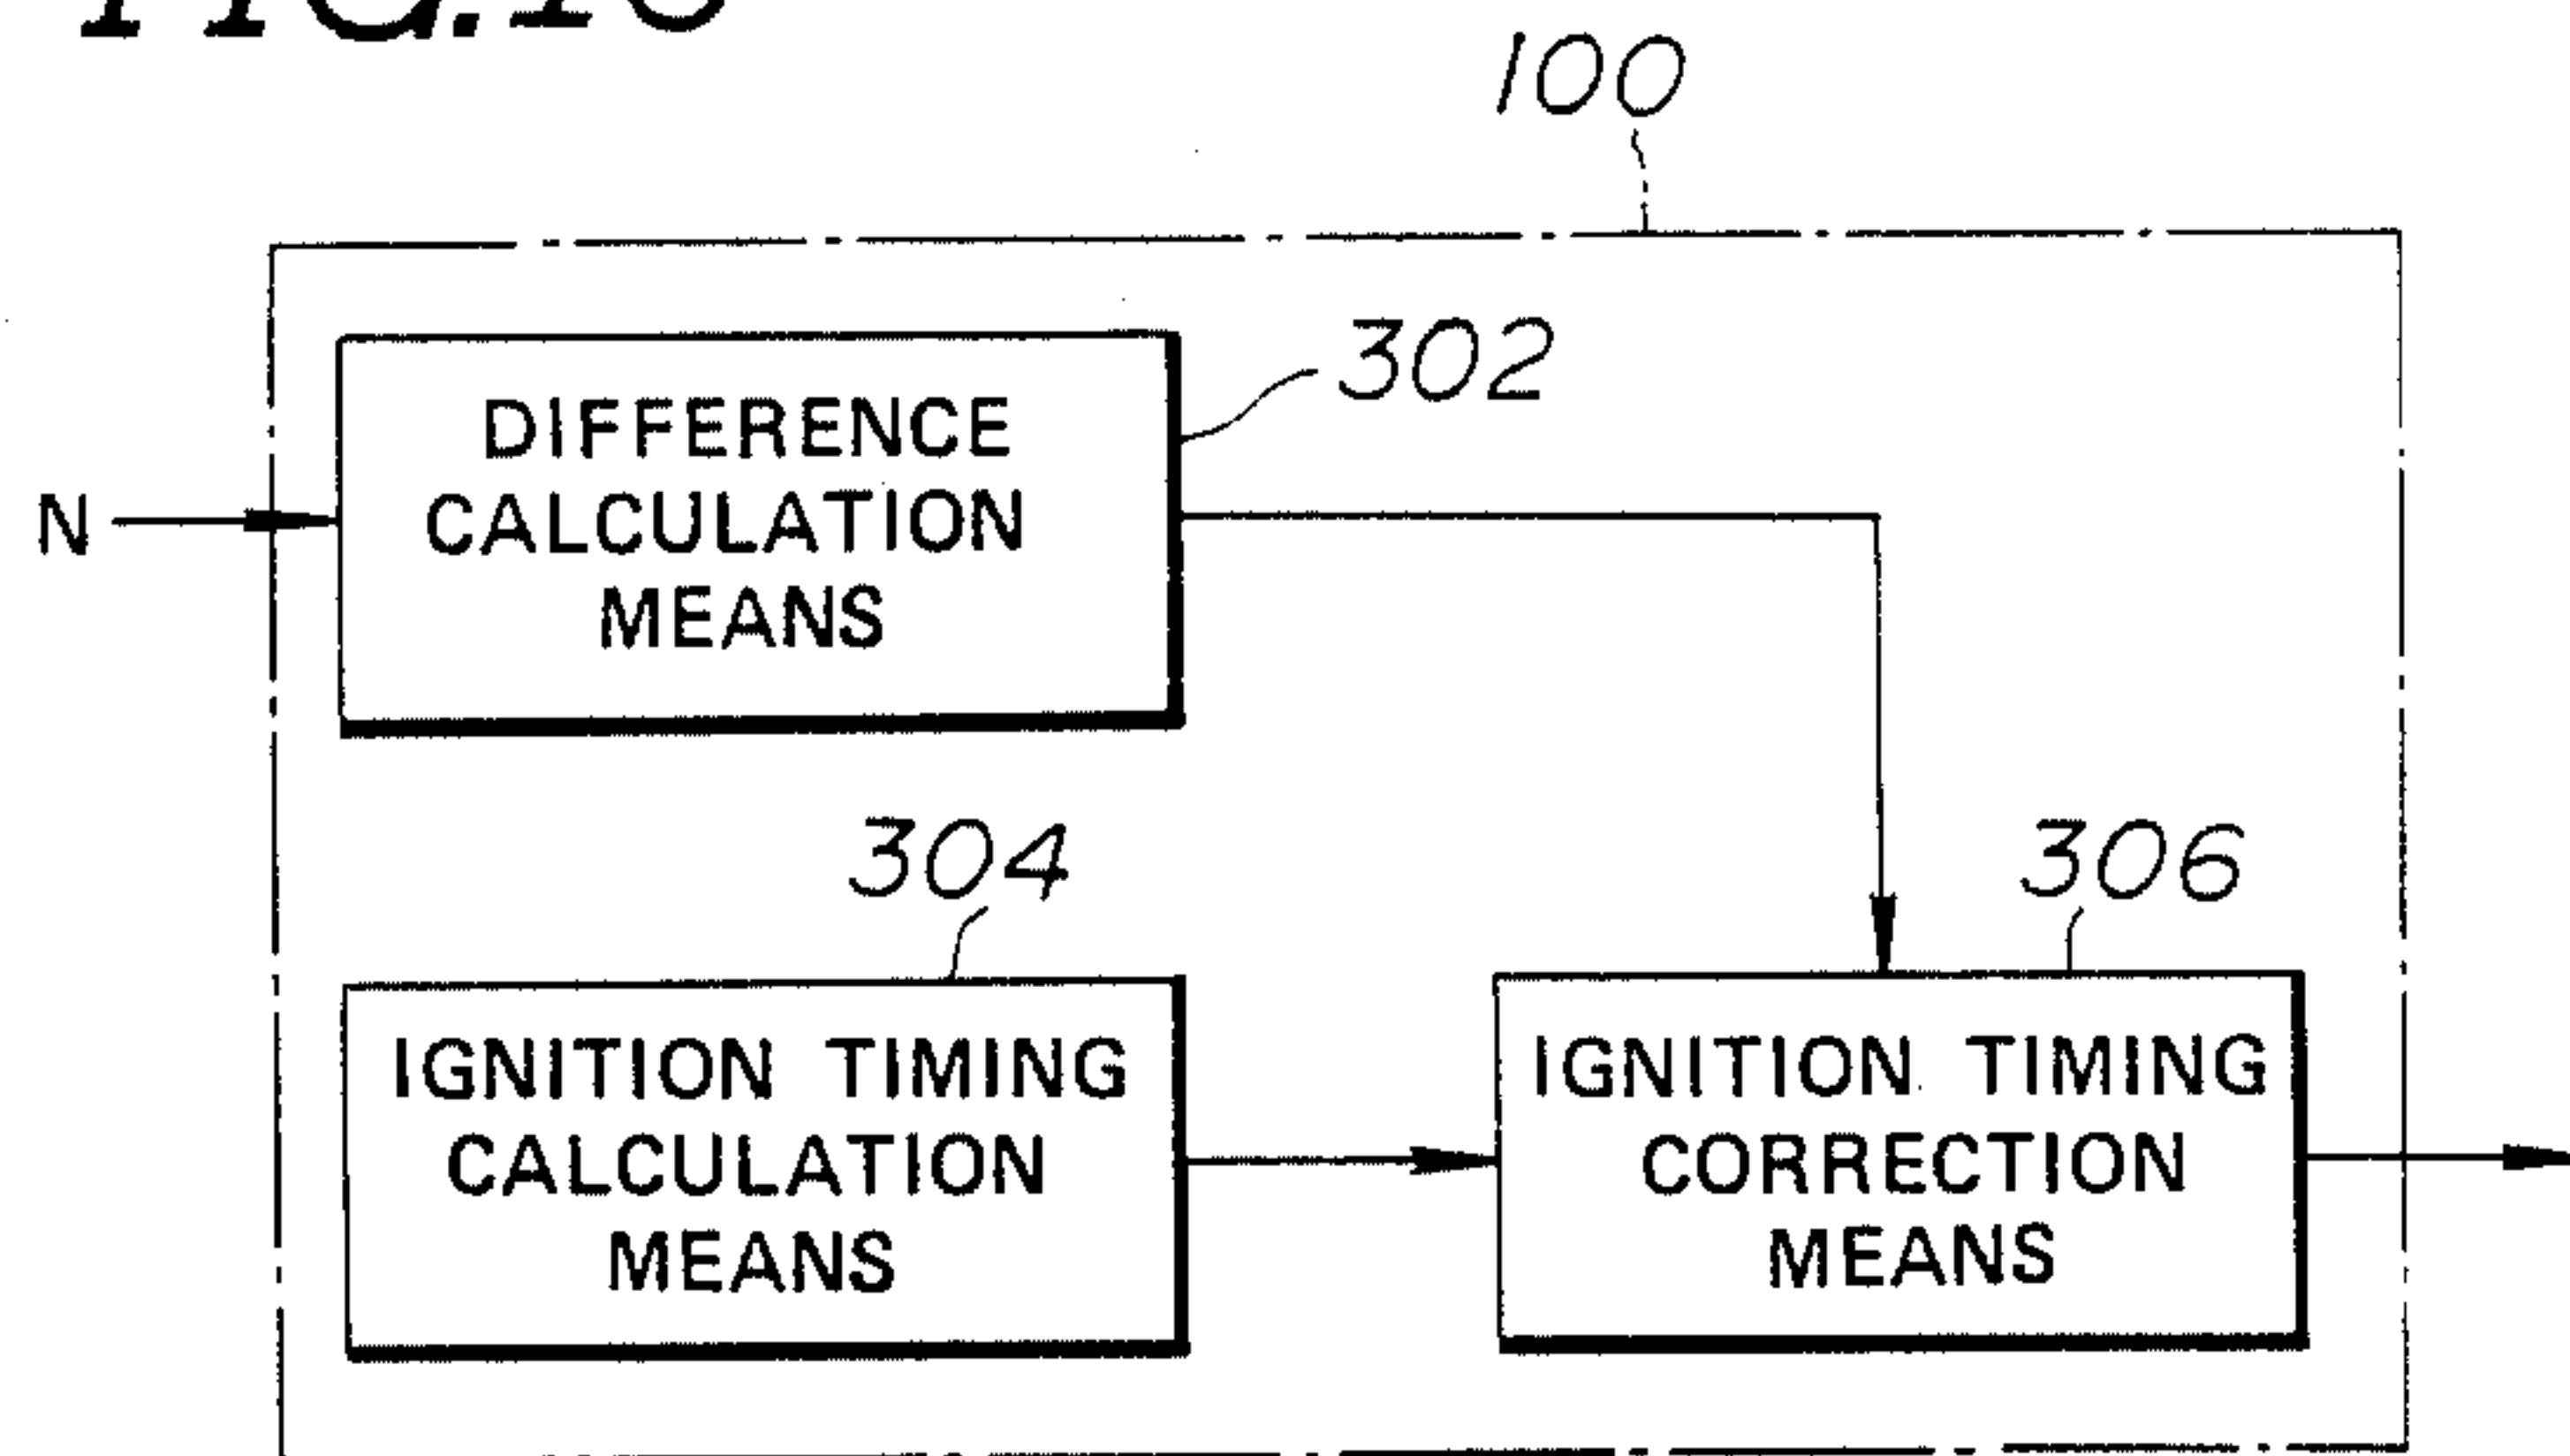 100
302
DIFFERENCE
CALCULATION
MEANS
N
304
306
IGNITION TIMING
CALCULATION
MEANS
IGNITION TIMING
CORRECTION
MEANS